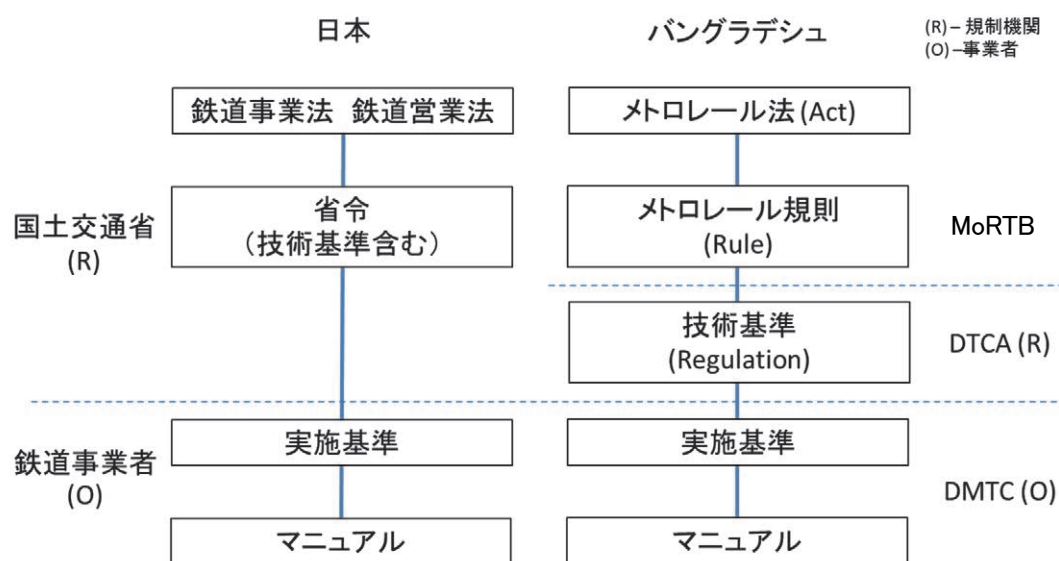 日本
バングラデシュ
(R) – 規制機関
(O) –事業者
鉄道事業法 鉄道営業法
メトロレール法 (Act)
国土交通省
(R)
省令
（技術基準含む）
メトロレール規則
(Rule)
MoRTB
技術基準
(Regulation)
DTCA (R)
鉄道事業者
(O)
実施基準
実施基準
DMTC (O)
マニュアル
マニュアル